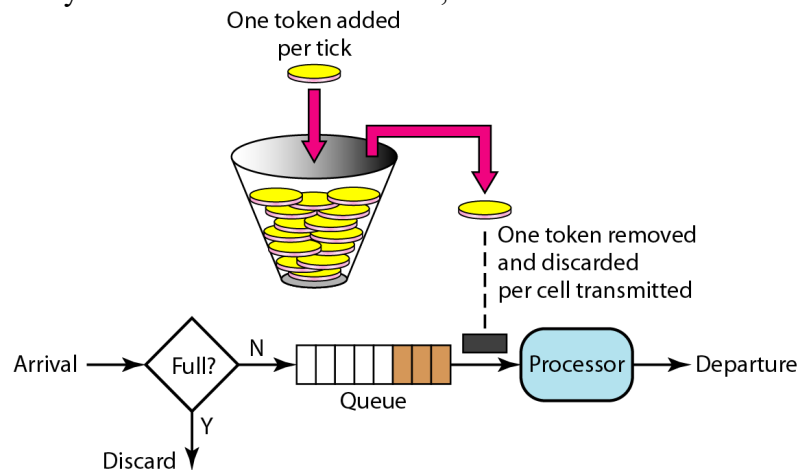 One token added
per tick
One token removed
and discarded
per cell transmitted
Arrival
Full?
N
Queue
Processor
Departure
Y
Discard